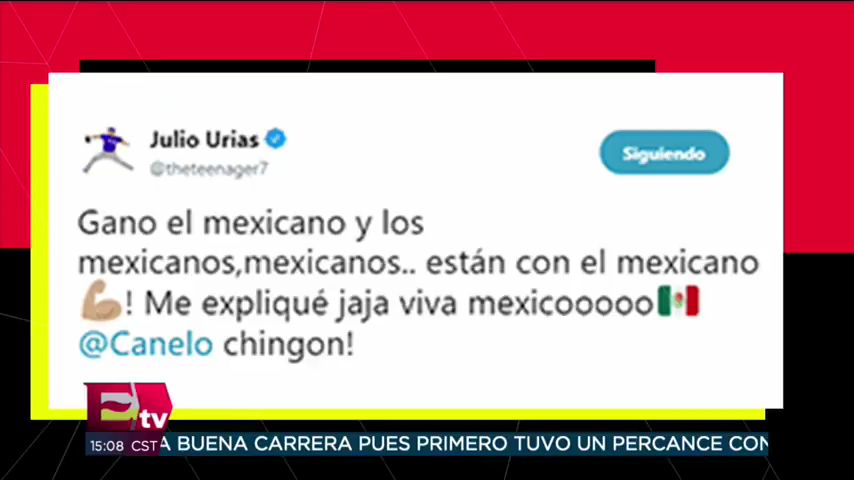 Julio Urias
@theteenager7
Siguiendo
Gano el mexicano y los
mexicanos,mexicanos.. están con el mexicano
💪🏼! Me expliqué jaja viva mexicooooo🇲🇽
@Canelo chingon!
Etv
15:08 CST
A BUENA CARRERA PUES PRIMERO TUVO UN PERCANCE CON